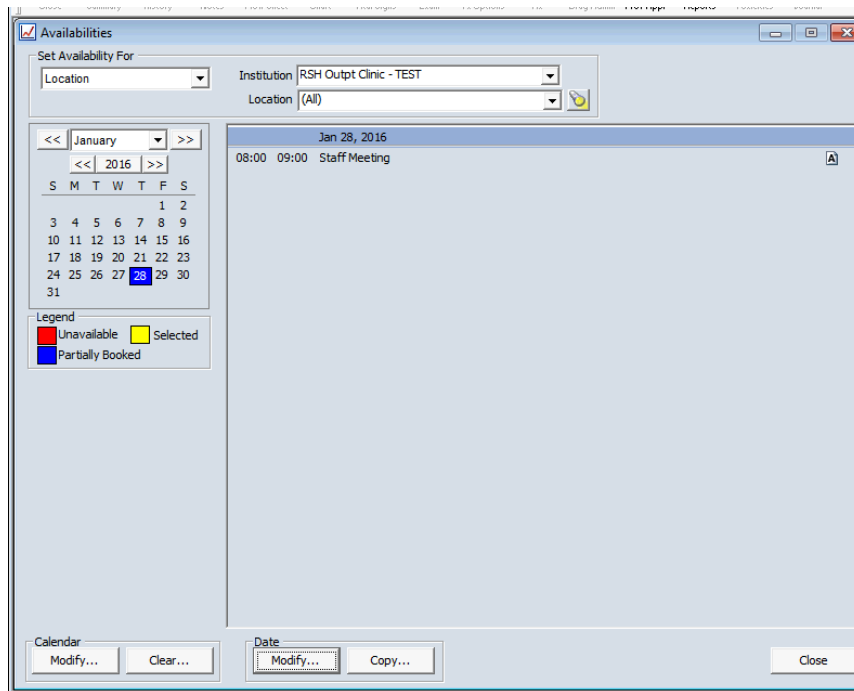 Reports
Availabilities
Set Availability For
Location
Institution RSH Outpt Clinic - TEST
Location (All)
<< January >>
<< 2016 >>
S M T W T F S
1 2
3 4 5 6 7 8 9
10 11 12 13 14 15 16
17 18 19 20 21 22 23
24 25 26 27 28 29 30
31
Jan 28, 2016
08:00 09:00 Staff Meeting A
Legend
Unavailable Selected
Partially Booked
Calendar
Modify... Clear...
Date
Modify... Copy...
Close